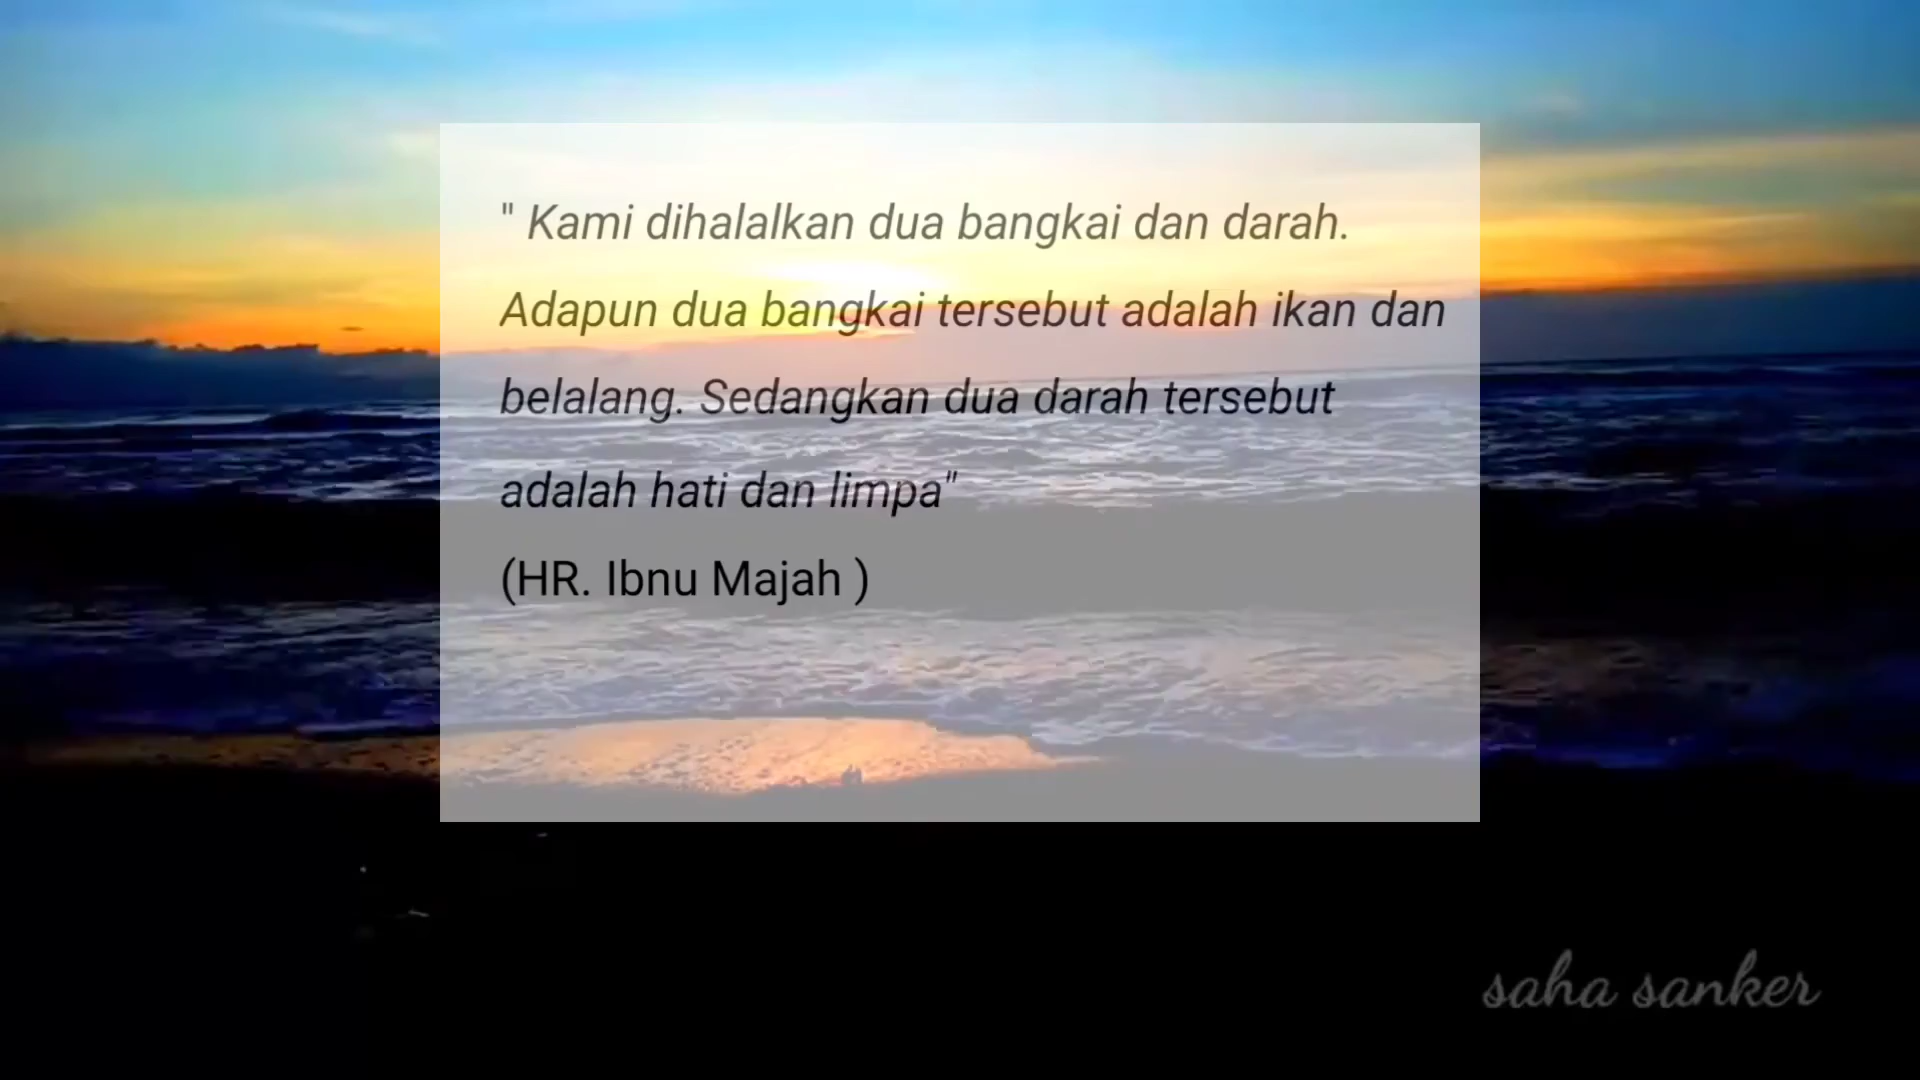 " Kami dihalalkan dua bangkai dan darah.
Adapun dua bangkai tersebut adalah ikan dan
belalang. Sedangkan dua darah tersebut
adalah hati dan limpa"
(HR. Ibnu Majah )
saha sanker